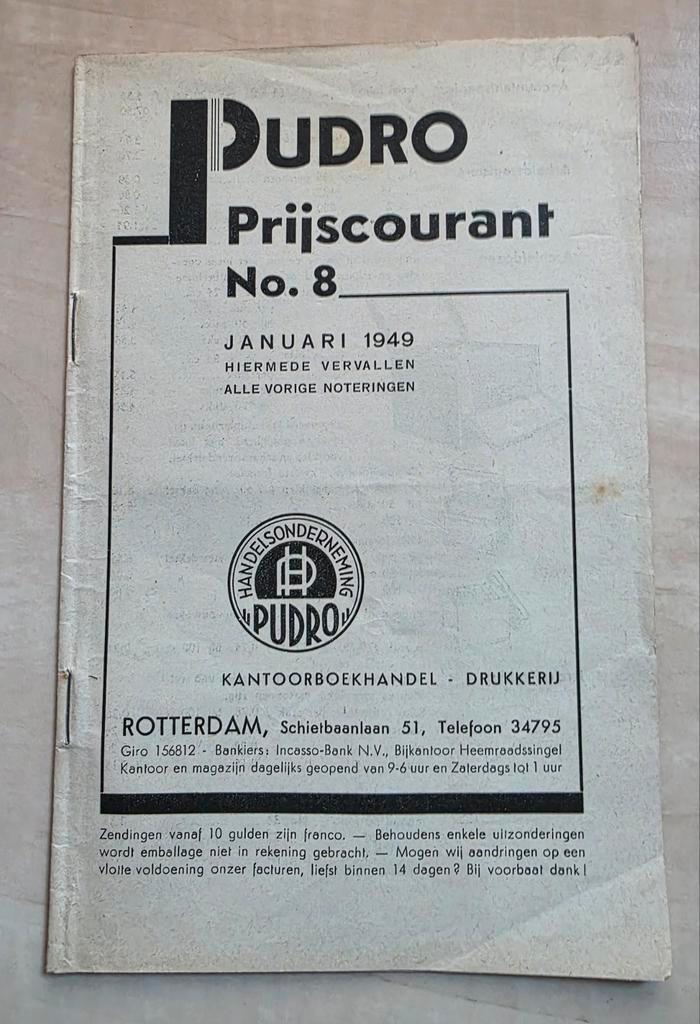 PUDRO
Prijscourant
No. 8
JANUARI 1949
HIERMEDE VERVALLEN
ALLE VORIGE NOTERINGEN
HANDELSONDERNEMING
"PUDRO"
KANTOORBOEKHANDEL - DRUKKERIJ
ROTTERDAM, Schietbaanlaan 51, Telefoon 34795
Giro 156812 - Bankiers: Incasso-Bank N.V., Bijkantoor Heemraadssingel
Kantoor en magazijn dagelijks geopend van 9-6 uur en Zaterdags tot 1 uur
Zendingen vanaf 10 gulden zijn franco. — Behoudens enkele uitzonderingen
wordt emballage niet in rekening gebracht. — Mogen wij aandringen op een
vlotte voldoening onzer facturen, liefst binnen 14 dagen? Bij voorbaat dank!